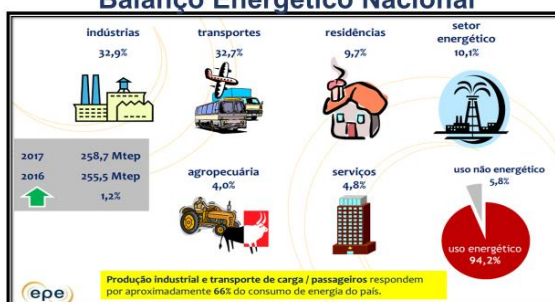 Balanço Energético Nacional
indústrias
32,9%
transportes
32,7%
residências
9,7%
setor
energético
10,1%
2017 258,7 Mtep
2016 255,5 Mtep
1,2%
agropecuária
4,0%
serviços
4,8%
uso não energético
5,8%
uso energético
94,2%
Produção industrial e transporte de carga / passageiros respondem
por aproximadamente 66% do consumo de energia do país.
epe